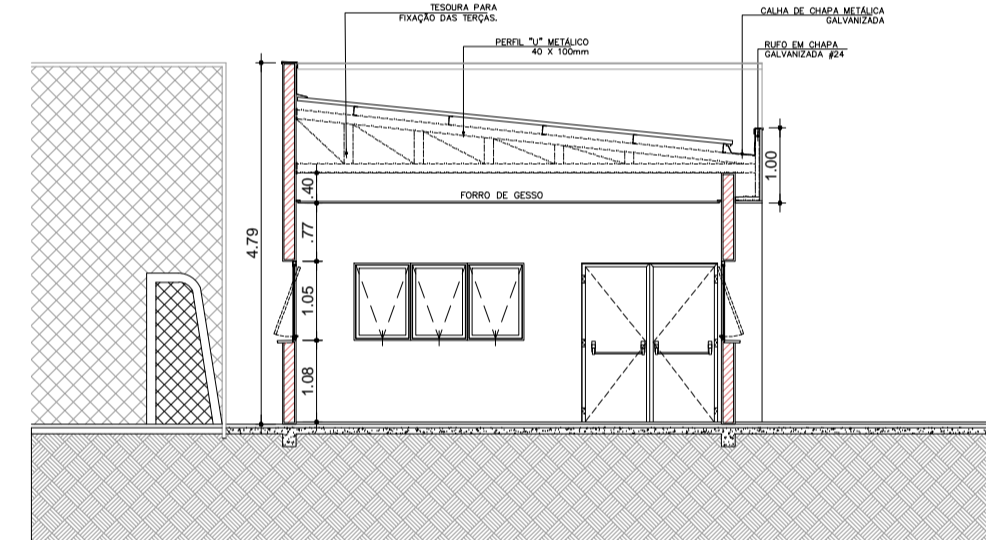 TESOURA PARA
FIXAÇÃO DAS TERÇAS.
CALHA DE CHAPA METÁLICA
GALVANIZADA
PERFIL "U" METÁLICO
40 X 100mm
RUFO EM CHAPA
GALVANIZADA #24
1.00
.40
FORRO DE GESSO
.77
4.79
1.05
1.08